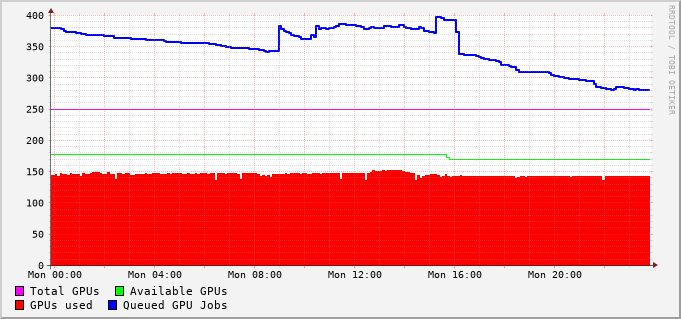 400
350
300
250
200
150
100
50
0
Mon 00:00 Mon 04:00 Mon 08:00 Mon 12:00 Mon 16:00 Mon 20:00
Total GPUs Available GPUs
GPUs used Queued GPU Jobs
RRDTOOL / TOBI OETIKER